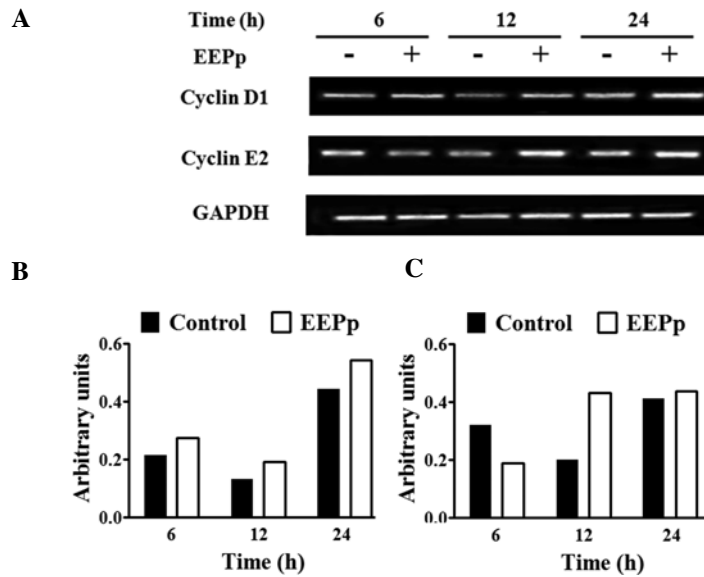 A
Time (h) 6 12 24
EEPp - + - + - +
Cyclin D1
Cyclin E2
GAPDH
B
Control EEPp
Arbitrary units
0.6
0.4
0.2
0.0
6 12 24
Time (h)
C
Control EEPp
Arbitrary units
0.6
0.4
0.2
0.0
6 12 24
Time (h)